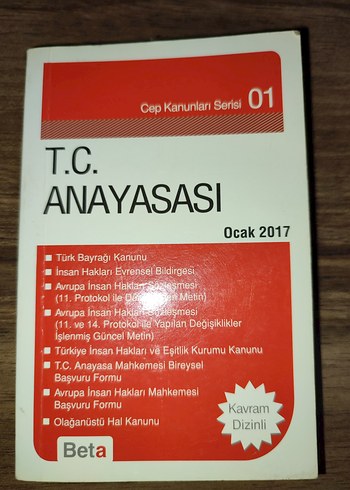 Cep Kanunları Serisi 01
T.C.
ANAYASASI
Ocak 2017
Türk Bayrağı Kanunu
İnsan Hakları Evrensel Bildirgesi
Avrupa İnsan Hakları Sözleşmesi
(11. Protokol ile Metin)
Avrupa İnsan Hakları Sözleşmesi
(11. ve 14. Protokol ile Yapılan Değişiklikler
İşlenmiş Güncel Metin)
Türkiye İnsan Hakları ve Eşitlik Kurumu Kanunu
T.C. Anayasa Mahkemesi Bireysel
Başvuru Formu
Avrupa İnsan Hakları Mahkemesi
Başvuru Formu
Olağanüstü Hal Kanunu
Kavram
Dizinli
Beta